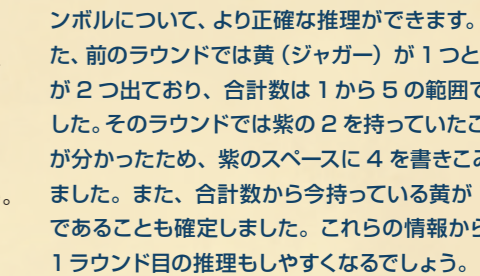 ンボルについて、より正確な推理ができます。
た、前のラウンドでは黄（ジャガー）が1つと
が2つ出ており、合計数は1から5の範囲で
した。そのラウンドでは紫の2を持っていたこ
が分かったため、紫のスペースに4を書きこみ
ました。また、合計数から今持っている黄が
。
であることも確定しました。これらの情報から
1ラウンド目の推理もしやすくなるでしょう。